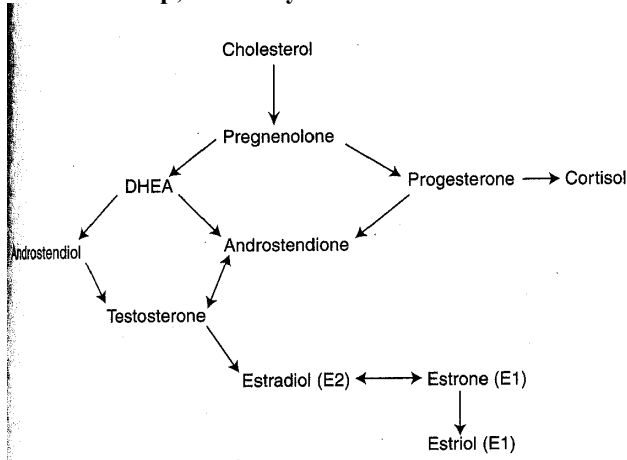 Cholesterol
Pregnenolone
DHEA
Progesterone
Cortisol
Androstendiol
Androstendione
Testosterone
Estradiol (E2)
Estrone (E1)
Estriol (E1)